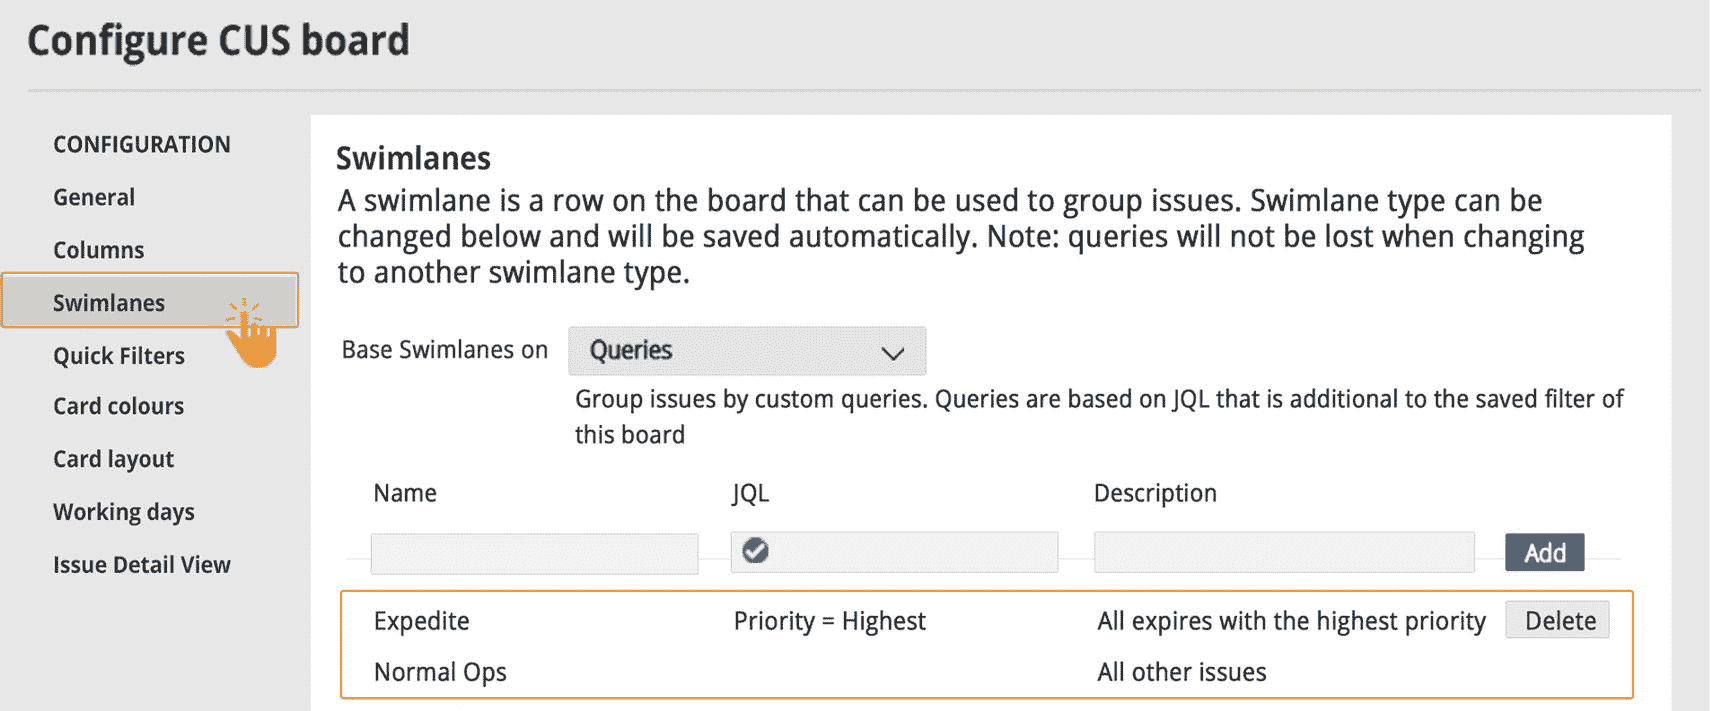 Configure CUS board
CONFIGURATION
General
Columns
Swimlanes
Quick Filters
Card colours
Card layout
Working days
Issue Detail View
Swimlanes
A swimlane is a row on the board that can be used to group issues. Swimlane type can be
changed below and will be saved automatically. Note: queries will not be lost when changing
to another swimlane type.
Base Swimlanes on Queries
Group issues by custom queries. Queries are based on JQL that is additional to the saved filter of
this board
Name JQL Description
Add
Expedite Priority = Highest All expires with the highest priority Delete
Normal Ops All other issues